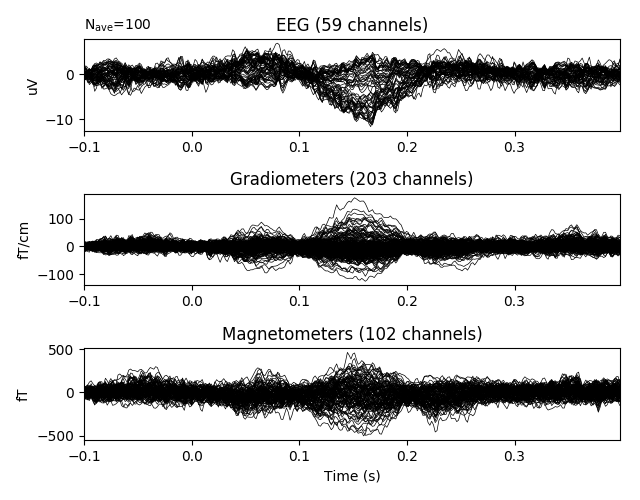 N_ave=100
EEG (59 channels)
uV
0
−10
−0.1 0.0 0.1 0.2 0.3
Gradiometers (203 channels)
fT/cm
100
0
−100
−0.1 0.0 0.1 0.2 0.3
Magnetometers (102 channels)
fT
500
0
−500
−0.1 0.0 0.1 0.2 0.3
Time (s)